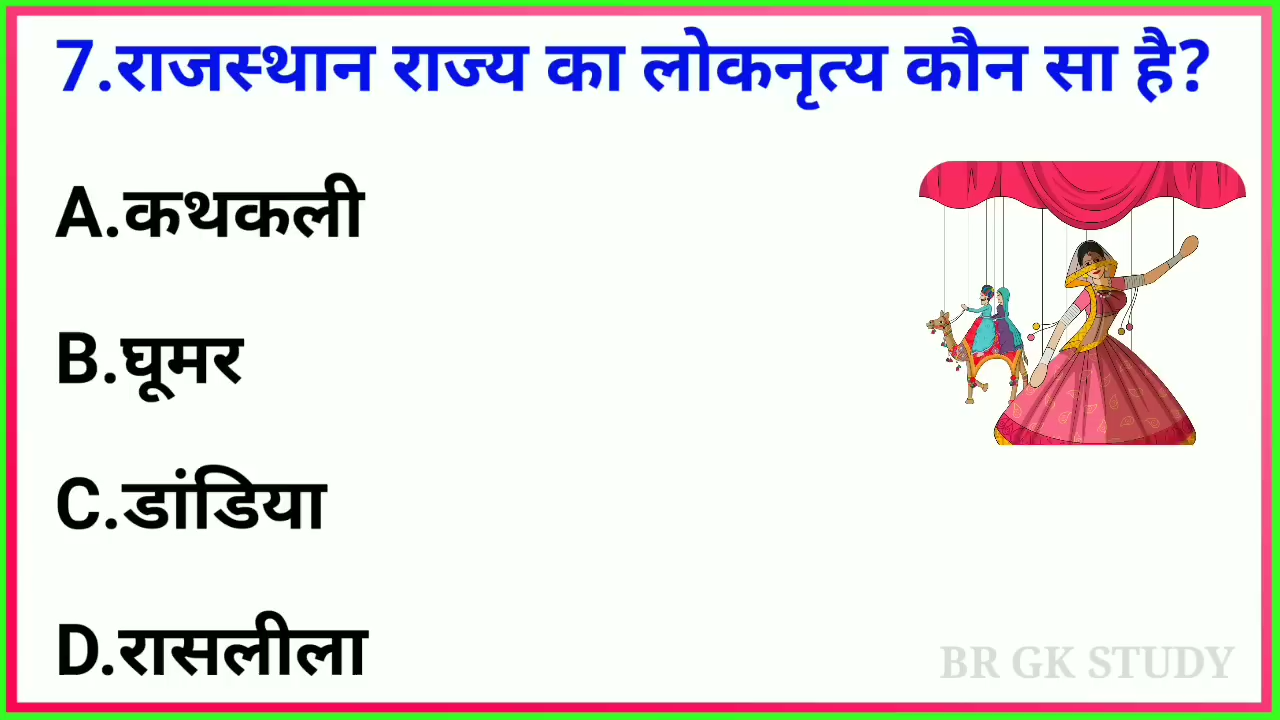 7.राजस्थान राज्य का लोकनृत्य कौन सा है?
A.कथकली
B.घूमर
C.डांडिया
D.रासलीला
BR GK STUDY